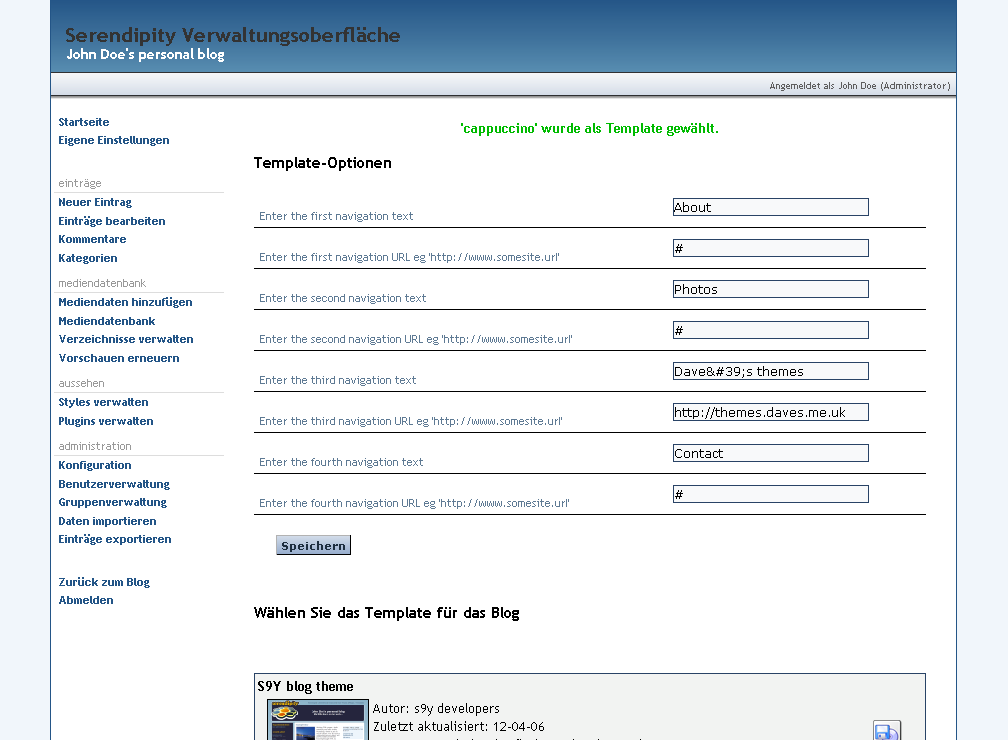 Serendipity Verwaltungsoberfläche
John Doe's personal blog
Angemeldet als John Doe (Administrator)
Startseite
Eigene Einstellungen
einträge
Neuer Eintrag
Einträge bearbeiten
Kommentare
Kategorien
mediendatenbank
Mediendaten hinzufügen
Mediendatenbank
Verzeichnisse verwalten
Vorschauen erneuern
aussehen
Styles verwalten
Plugins verwalten
administration
Konfiguration
Benutzerverwaltung
Gruppenverwaltung
Daten importieren
Einträge exportieren
Zurück zum Blog
Abmelden
'cappuccino' wurde als Template gewählt.
Template-Optionen
Enter the first navigation text
About
Enter the first navigation URL eg 'http://www.somesite.url'
#
Enter the second navigation text
Photos
Enter the second navigation URL eg 'http://www.somesite.url'
#
Enter the third navigation text
Dave&#39;s themes
Enter the third navigation URL eg 'http://www.somesite.url'
http://themes.daves.me.uk
Enter the fourth navigation text
Contact
Enter the fourth navigation URL eg 'http://www.somesite.url'
#
Speichern
Wählen Sie das Template für das Blog
S9Y blog theme
serendipity
Autor: s9y developers
Zuletzt aktualisiert: 12-04-06